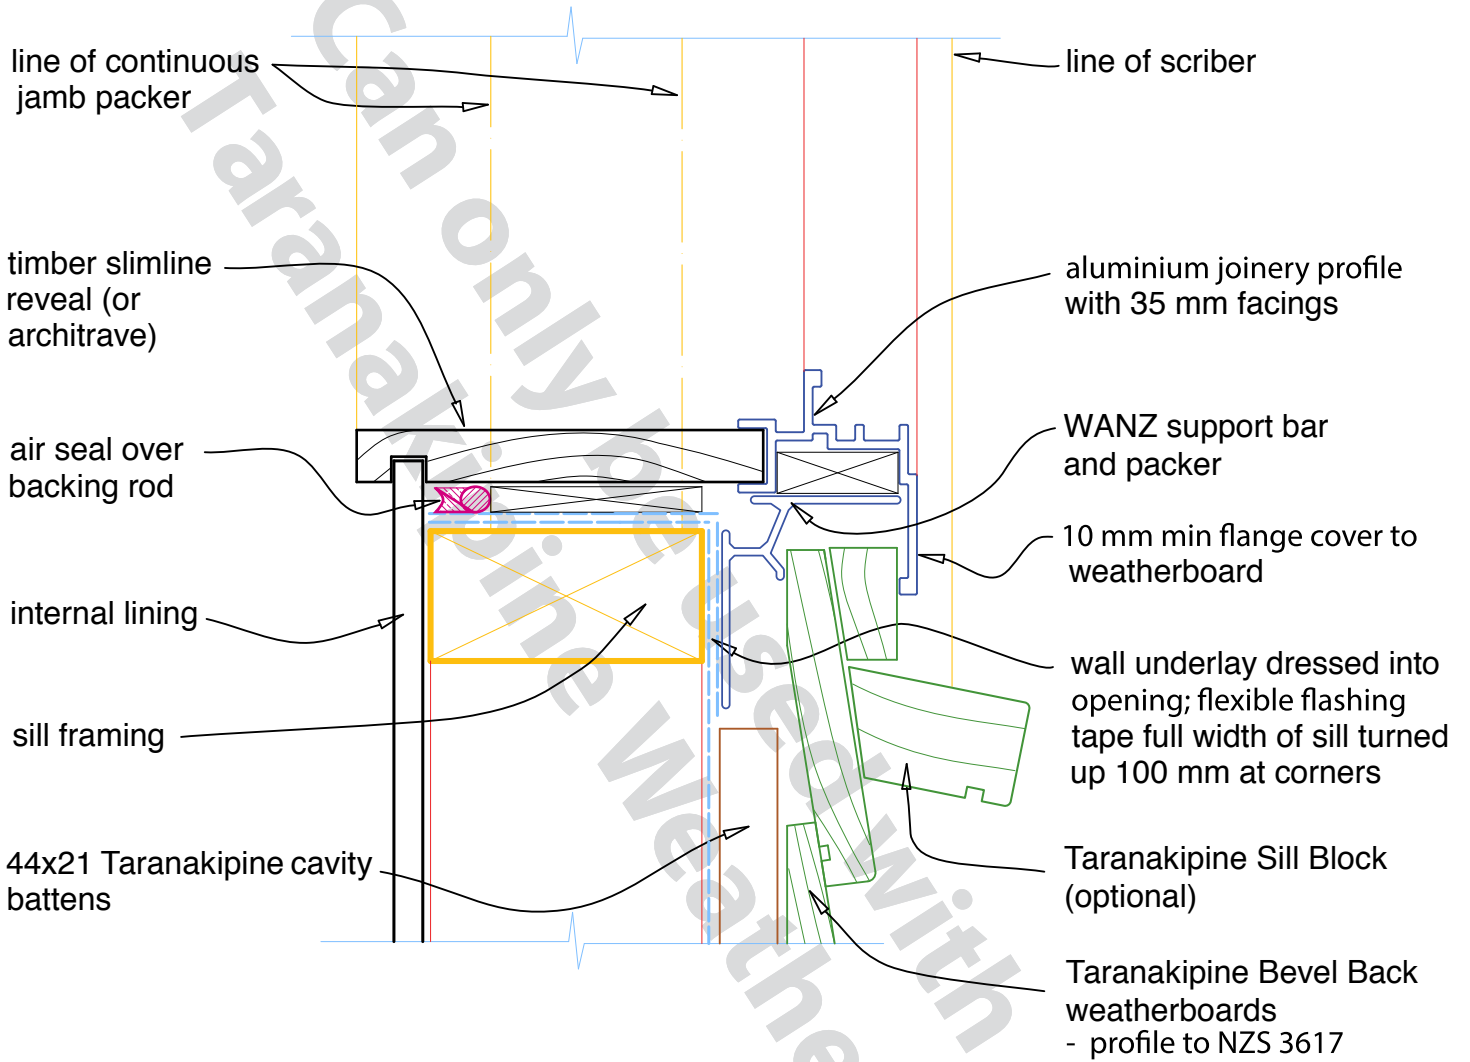 line of continuous
jamb packer
line of scriber
timber slimline
reveal (or
architrave)
aluminium joinery profile
with 35 mm facings
air seal over
backing rod
WANZ support bar
and packer
10 mm min flange cover to
weatherboard
internal lining
wall underlay dressed into
opening; flexible flashing
tape full width of sill turned
up 100 mm at corners
sill framing
44x21 Taranakipine cavity
battens
Taranakipine Sill Block
(optional)
Taranakipine Bevel Back
weatherboards
- profile to NZS 3617
Can only be used with
Taranakipine Weathe